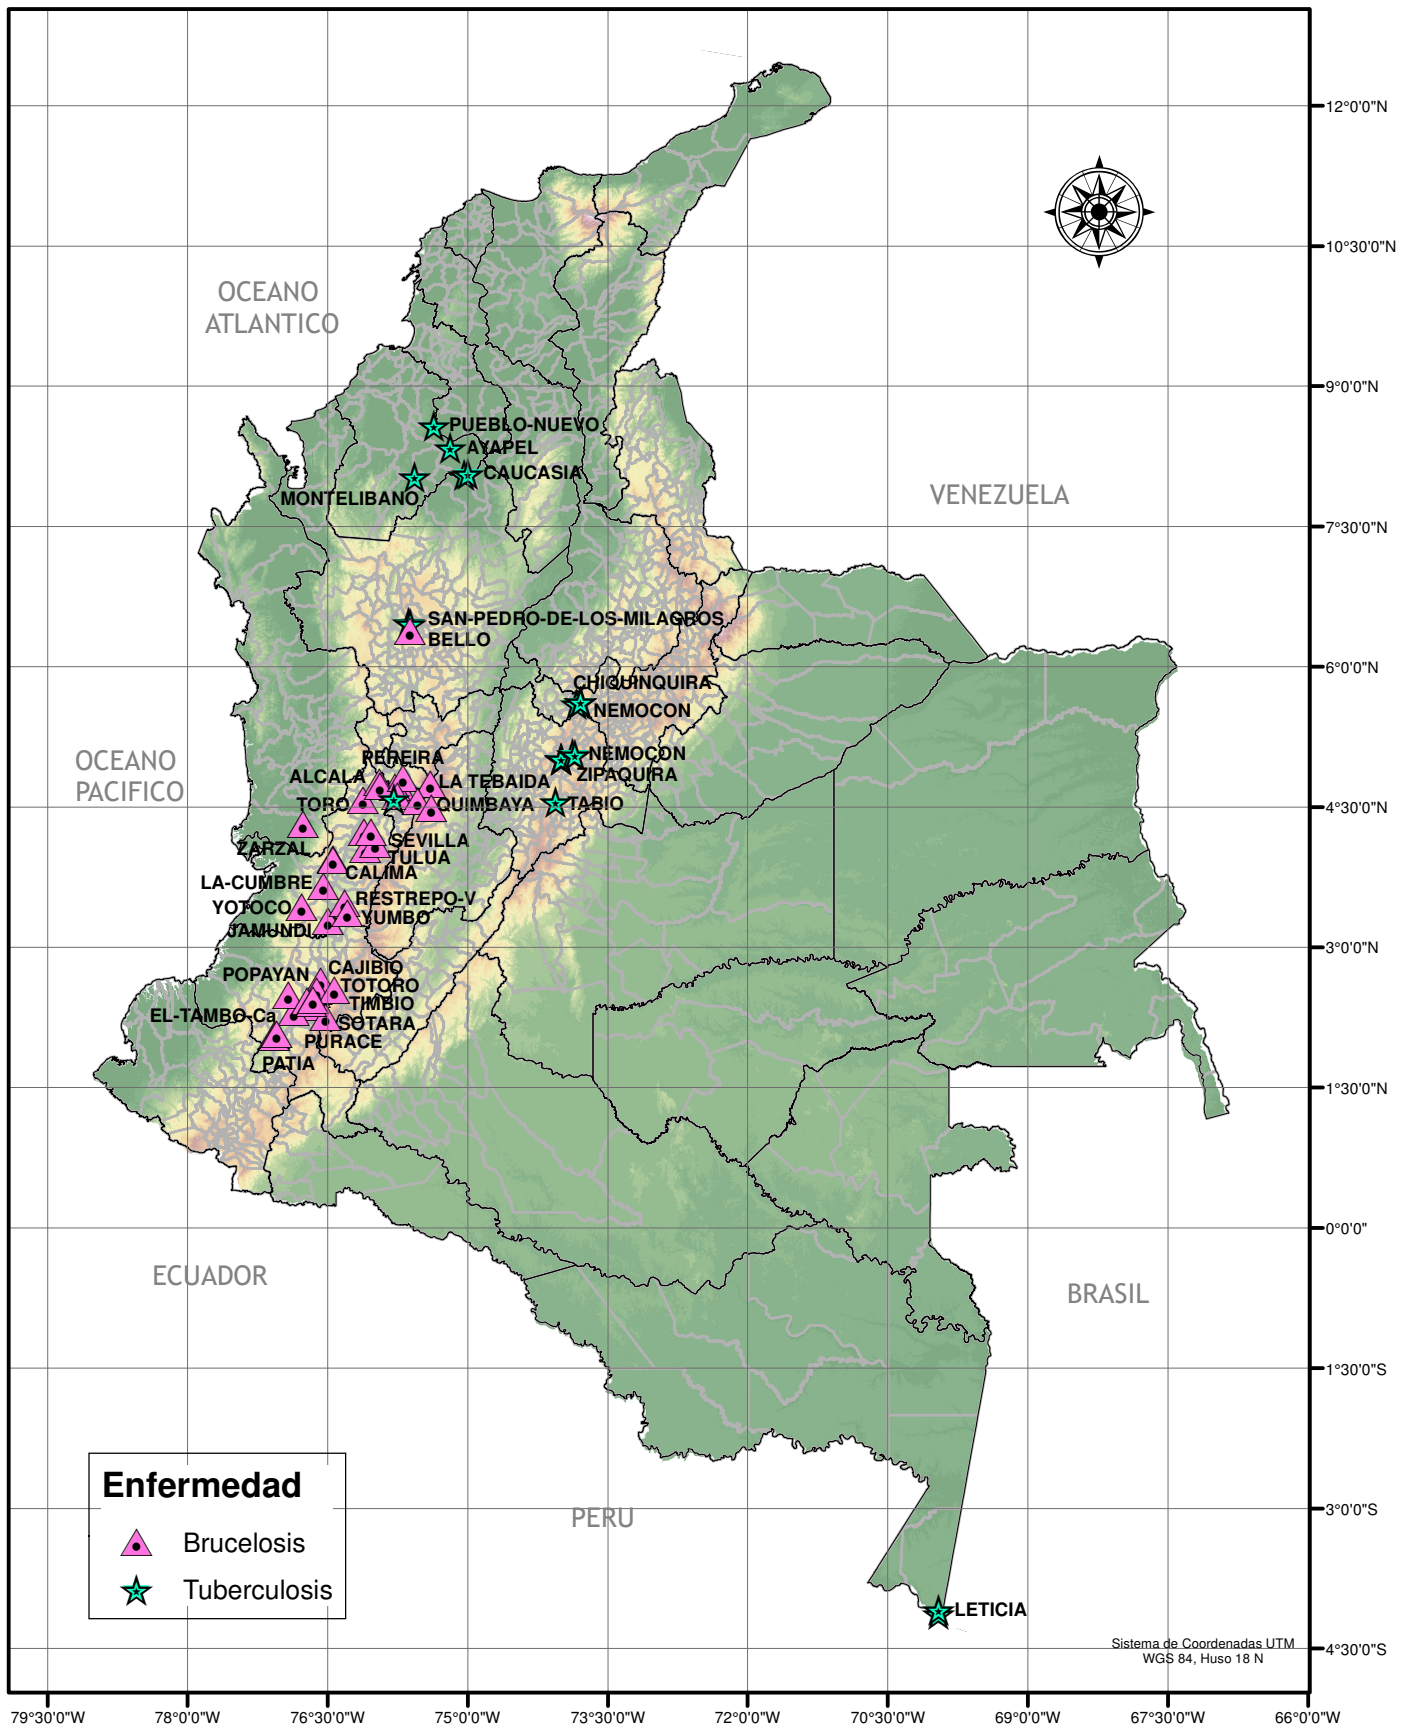 12°0'0"N
10°30'0"N
OCEANO
ATLANTICO
9°0'0"N
PUEBLO-NUEVO
AYAPEL
CAUCASIA
MONTELIBANO
VENEZUELA
7°30'0"N
SAN-PEDRO-DE-LOS-MILAGROS
BELLO
6°0'0"N
CHIQUINQUIRA
NEMOCON
OCEANO
PACIFICO
PEREIRA
NEMOCON
ALCALA
LA TEBAIDA
ZIPAQUIRA
TORO
QUIMBAYA
TABIO
4°30'0"N
ZARZAL
SEVILLA
TULUA
CALIMA
LA-CUMBRE
RESTREPO-V
YOTOCO
YUMBO
JAMUNDI
3°0'0"N
POPAYAN
CAJIBIO
TOTORO
TIMBIO
EL-TAMBO-Ca
SOTARA
PURACE
PATIA
1°30'0"N
0°0'0"
ECUADOR
BRASIL
1°30'0"S
Enfermedad
Brucelosis
Tuberculosis
3°0'0"S
PERU
LETICIA
Sistema de Coordenadas UTM
WGS 84, Huso 18 N
4°30'0"S
79°30'0"W 78°0'0"W 76°30'0"W 75°0'0"W 73°30'0"W 72°0'0"W 70°30'0"W 69°0'0"W 67°30'0"W 66°0'0"W